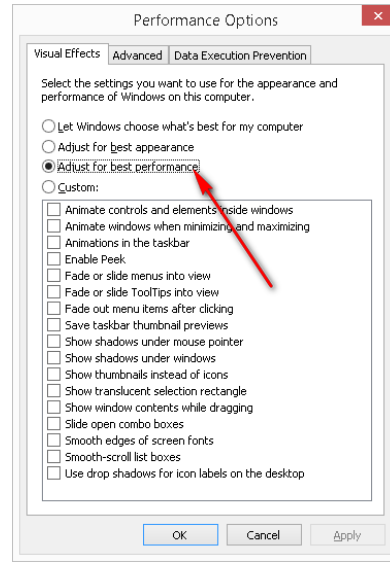 Performance Options
Visual Effects Advanced Data Execution Prevention
Select the settings you want to use for the appearance and
performance of Windows on this computer.
Let Windows choose what's best for my computer
Adjust for best appearance
Adjust for best performance
Custom:
Animate controls and elements inside windows
Animate windows when minimizing and maximizing
Animations in the taskbar
Enable Peek
Fade or slide menus into view
Fade or slide ToolTips into view
Fade out menu items after clicking
Save taskbar thumbnail previews
Show shadows under mouse pointer
Show shadows under windows
Show thumbnails instead of icons
Show translucent selection rectangle
Show window contents while dragging
Slide open combo boxes
Smooth edges of screen fonts
Smooth-scroll list boxes
Use drop shadows for icon labels on the desktop
OK Cancel Apply